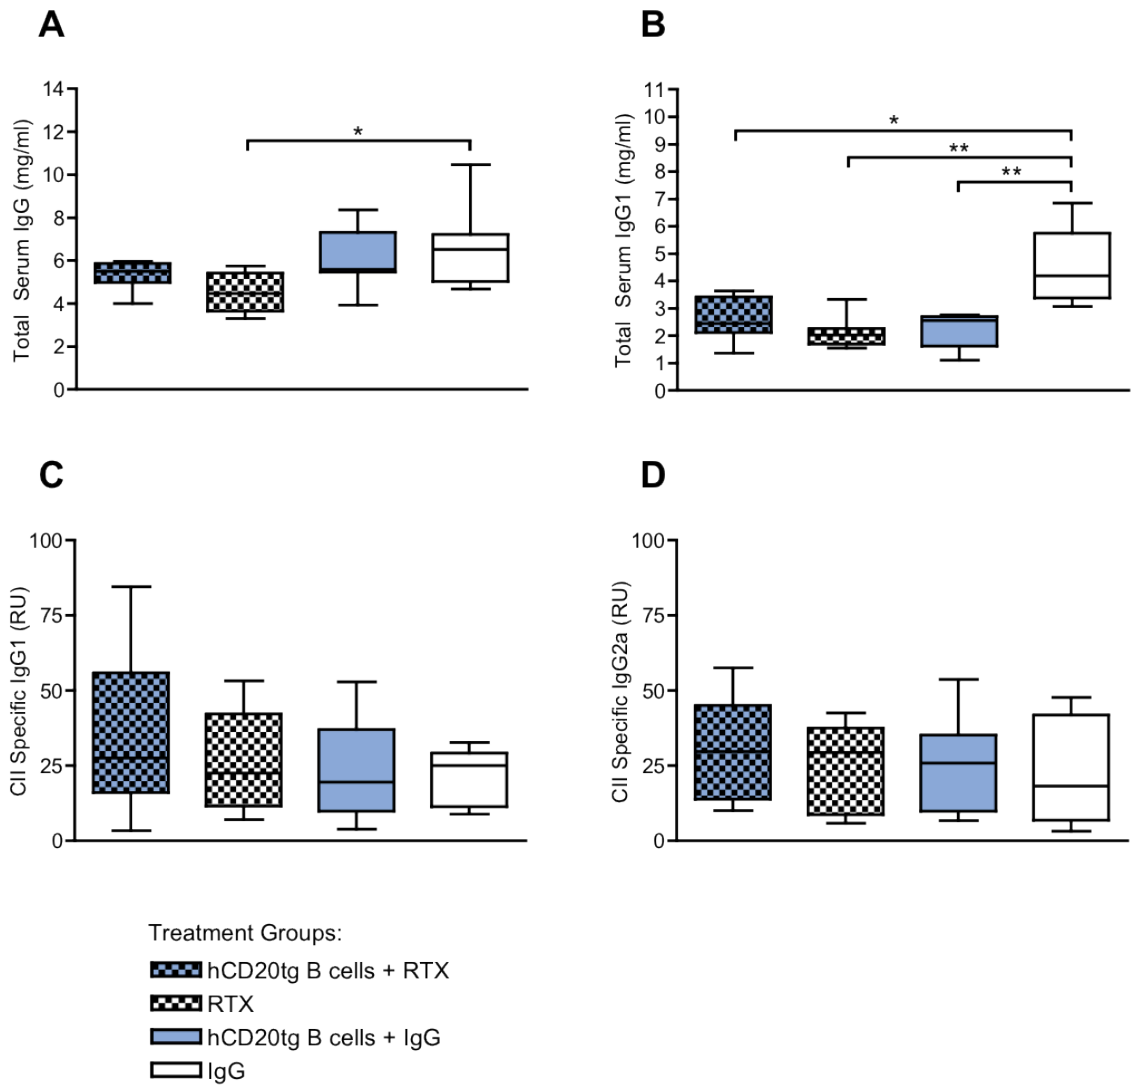 A
Total Serum IgG (mg/ml)
14
12
10
8
6
4
2
0
*
B
Total Serum IgG1 (mg/ml)
11
10
9
8
7
6
5
4
3
2
1
0
*
**
**
C
CII Specific IgG1 (RU)
100
75
50
25
0
D
CII Specific IgG2a (RU)
100
75
50
25
0
Treatment Groups:
hCD20tg B cells + RTX
RTX
hCD20tg B cells + IgG
IgG